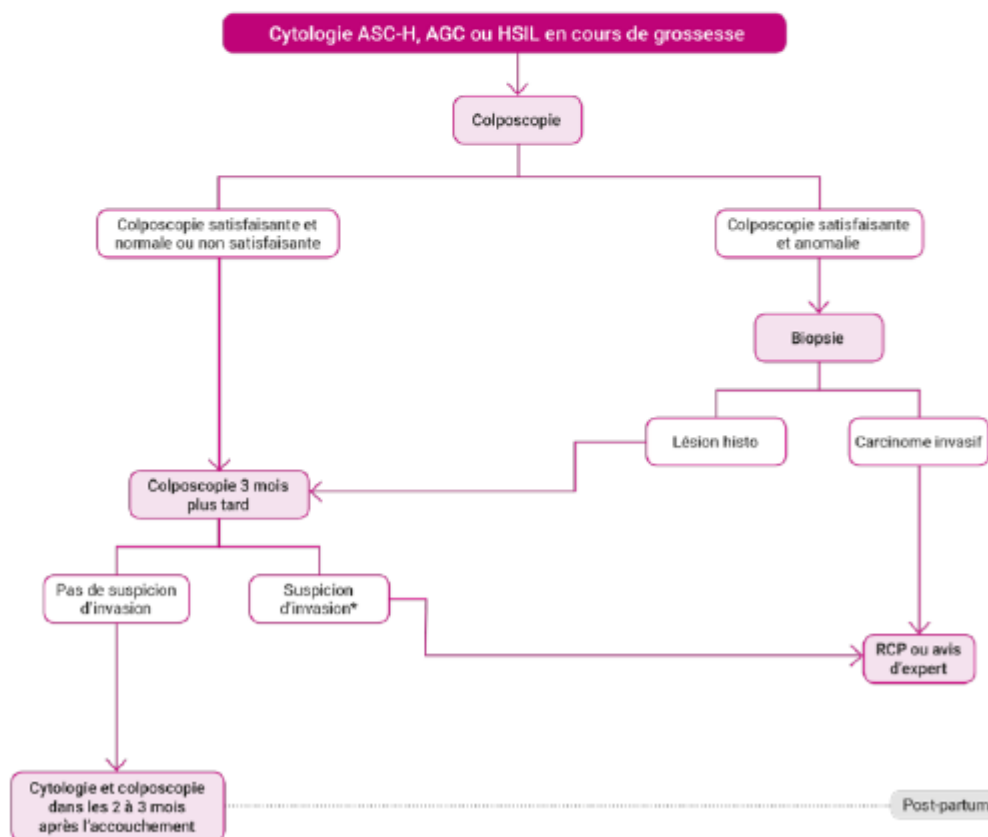 Cytologie ASC-H, AGC ou HSIL en cours de grossesse
Colposcopie
Colposcopie satisfaisante et
normale ou non satisfaisante
Colposcopie satisfaisante
et anomalie
Biopsie
Lésion histo
Carcinome invasif
Colposcopie 3 mois
plus tard
Pas de suspicion
d'invasion
Suspicion
d'invasion*
RCP ou avis
d'expert
Cytologie et colposcopie
dans les 2 à 3 mois
après l'accouchement
Post-partum